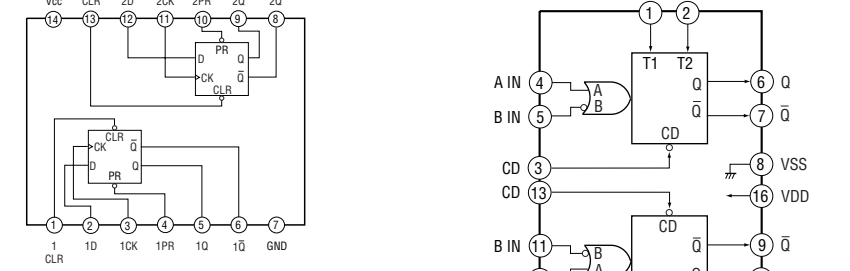 Vcc CLR 2D 2CK 2PR 2Q 2Q̅
14 13 12 11 10 9 8
PR
D Q
CK Q̅
CLR
CLR
CK Q̅
D Q
PR
1 2 3 4 5 6 7
1 CLR 1D 1CK 1PR 1Q 1Q̅ GND
1 2
T1 T2
A IN 4 A Q 6 Q
B IN 5 B Q̅ 7 Q̅
CD
CD 3 8 VSS
CD 13 16 VDD
CD
B IN 11 B Q̅ 9 Q̅
A Q